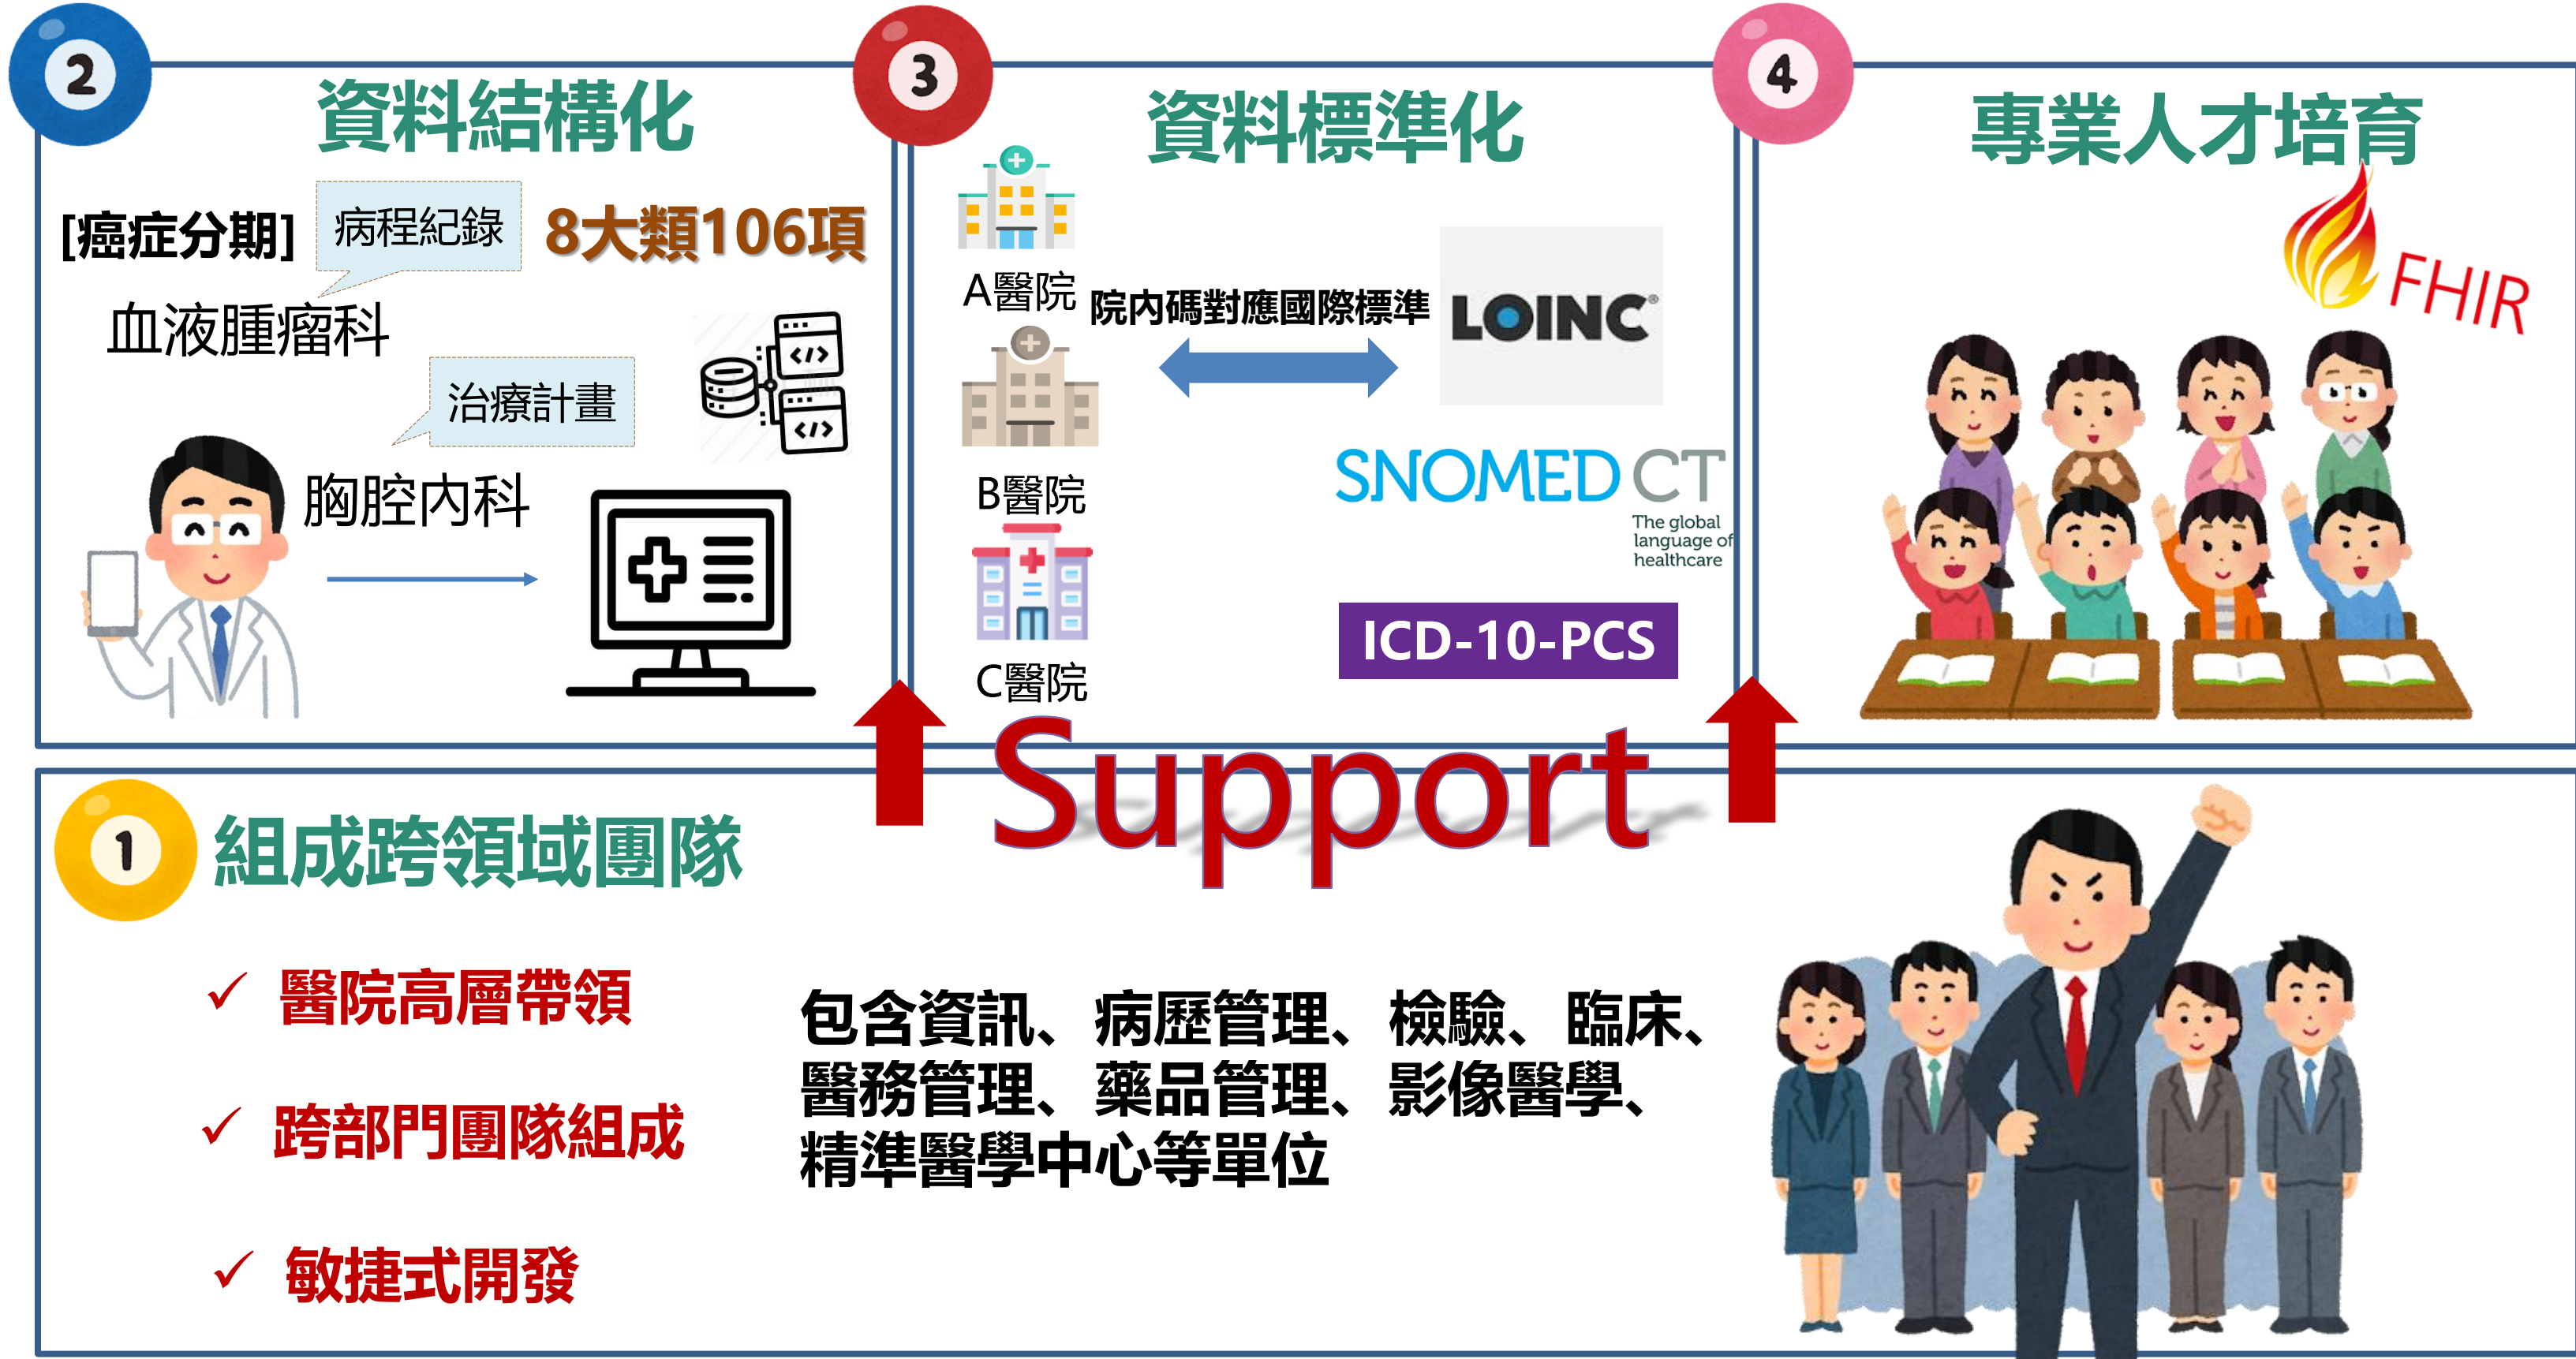 2
資料結構化
[癌症分期]
病程紀錄
8大類106項
血液腫瘤科
治療計畫
胸腔內科
</>
</>
3
資料標準化
A醫院
院內碼對應國際標準
LOINC®
B醫院
SNOMED CT
The global
language of
healthcare
ICD-10-PCS
C醫院
4
專業人才培育
FHIR
Support
1
組成跨領域團隊
✓ 醫院高層帶領
✓ 跨部門團隊組成
✓ 敏捷式開發
包含資訊、病歷管理、檢驗、臨床、
醫務管理、藥品管理、影像醫學、
精準醫學中心等單位